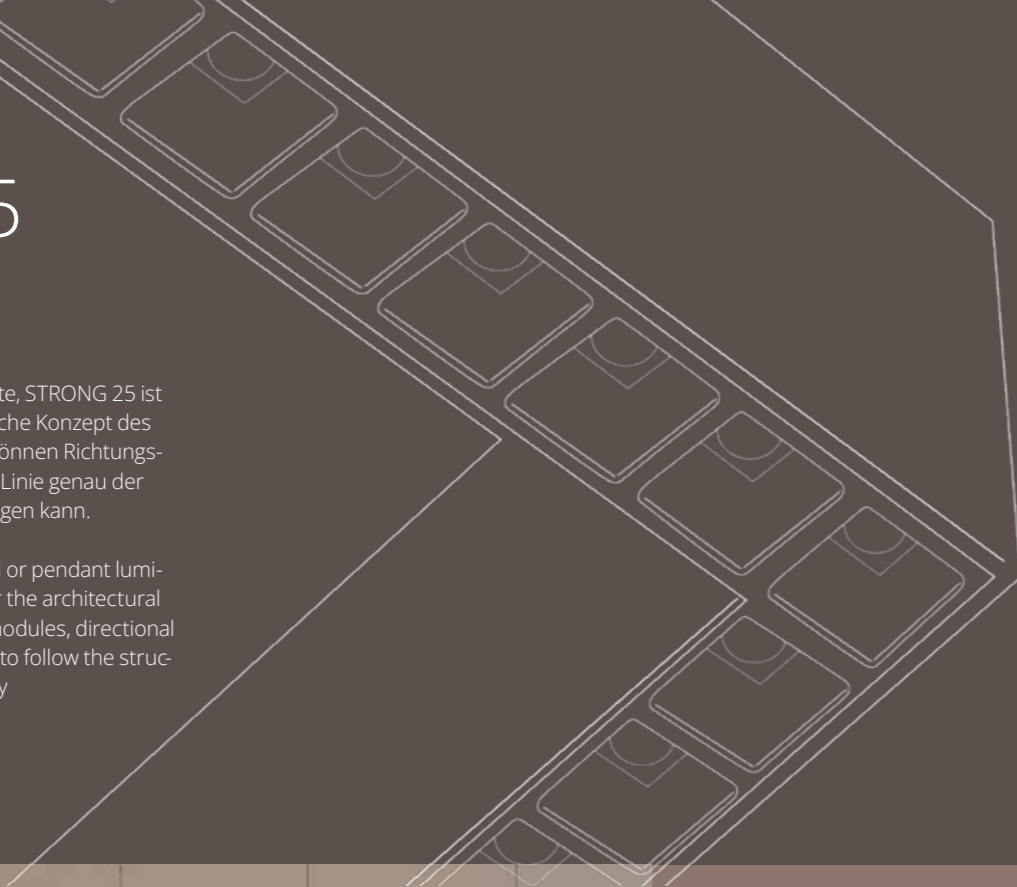 5
te, STRONG 25 ist
che Konzept des
önnen Richtungs-
Linie genau der
gen kann.
or pendant lumi-
the architectural
nodules, directional
to follow the struc-
y